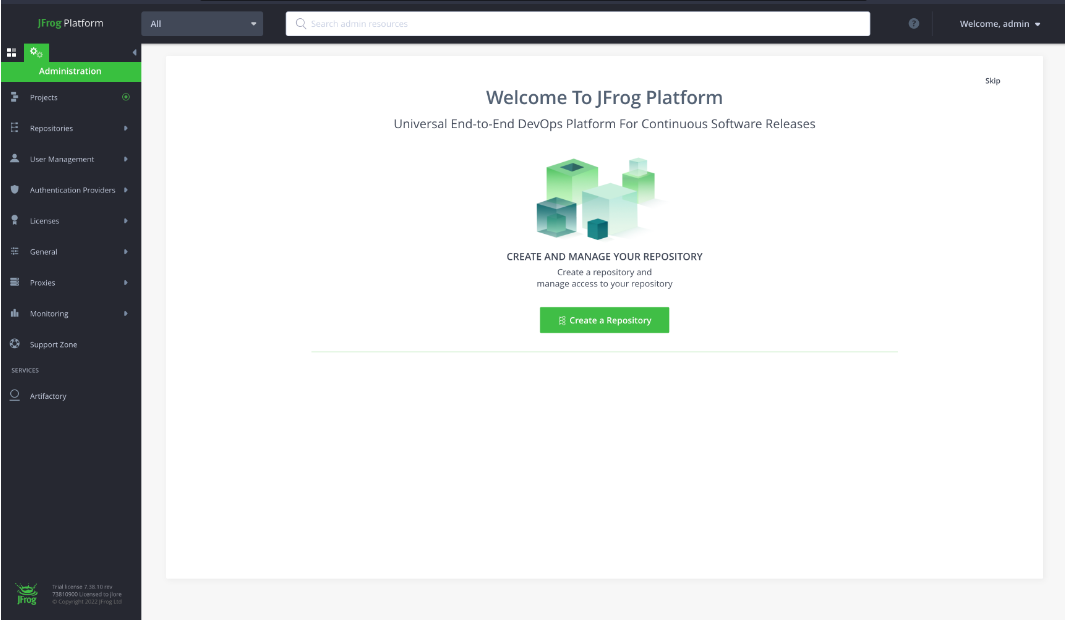 JFrog Platform
All
Search admin resources
Welcome, admin
Administration
Projects
Repositories
User Management
Authentication Providers
Licenses
General
Proxies
Monitoring
Support Zone
SERVICES
Artifactory
Skip
Welcome To JFrog Platform
Universal End-to-End DevOps Platform For Continuous Software Releases
CREATE AND MANAGE YOUR REPOSITORY
Create a repository and
manage access to your repository
Create a Repository
JFrog
Trial license 7.38.10 rev
73810900 Licensed to jfore
© Copyright 2022 JFrog Ltd